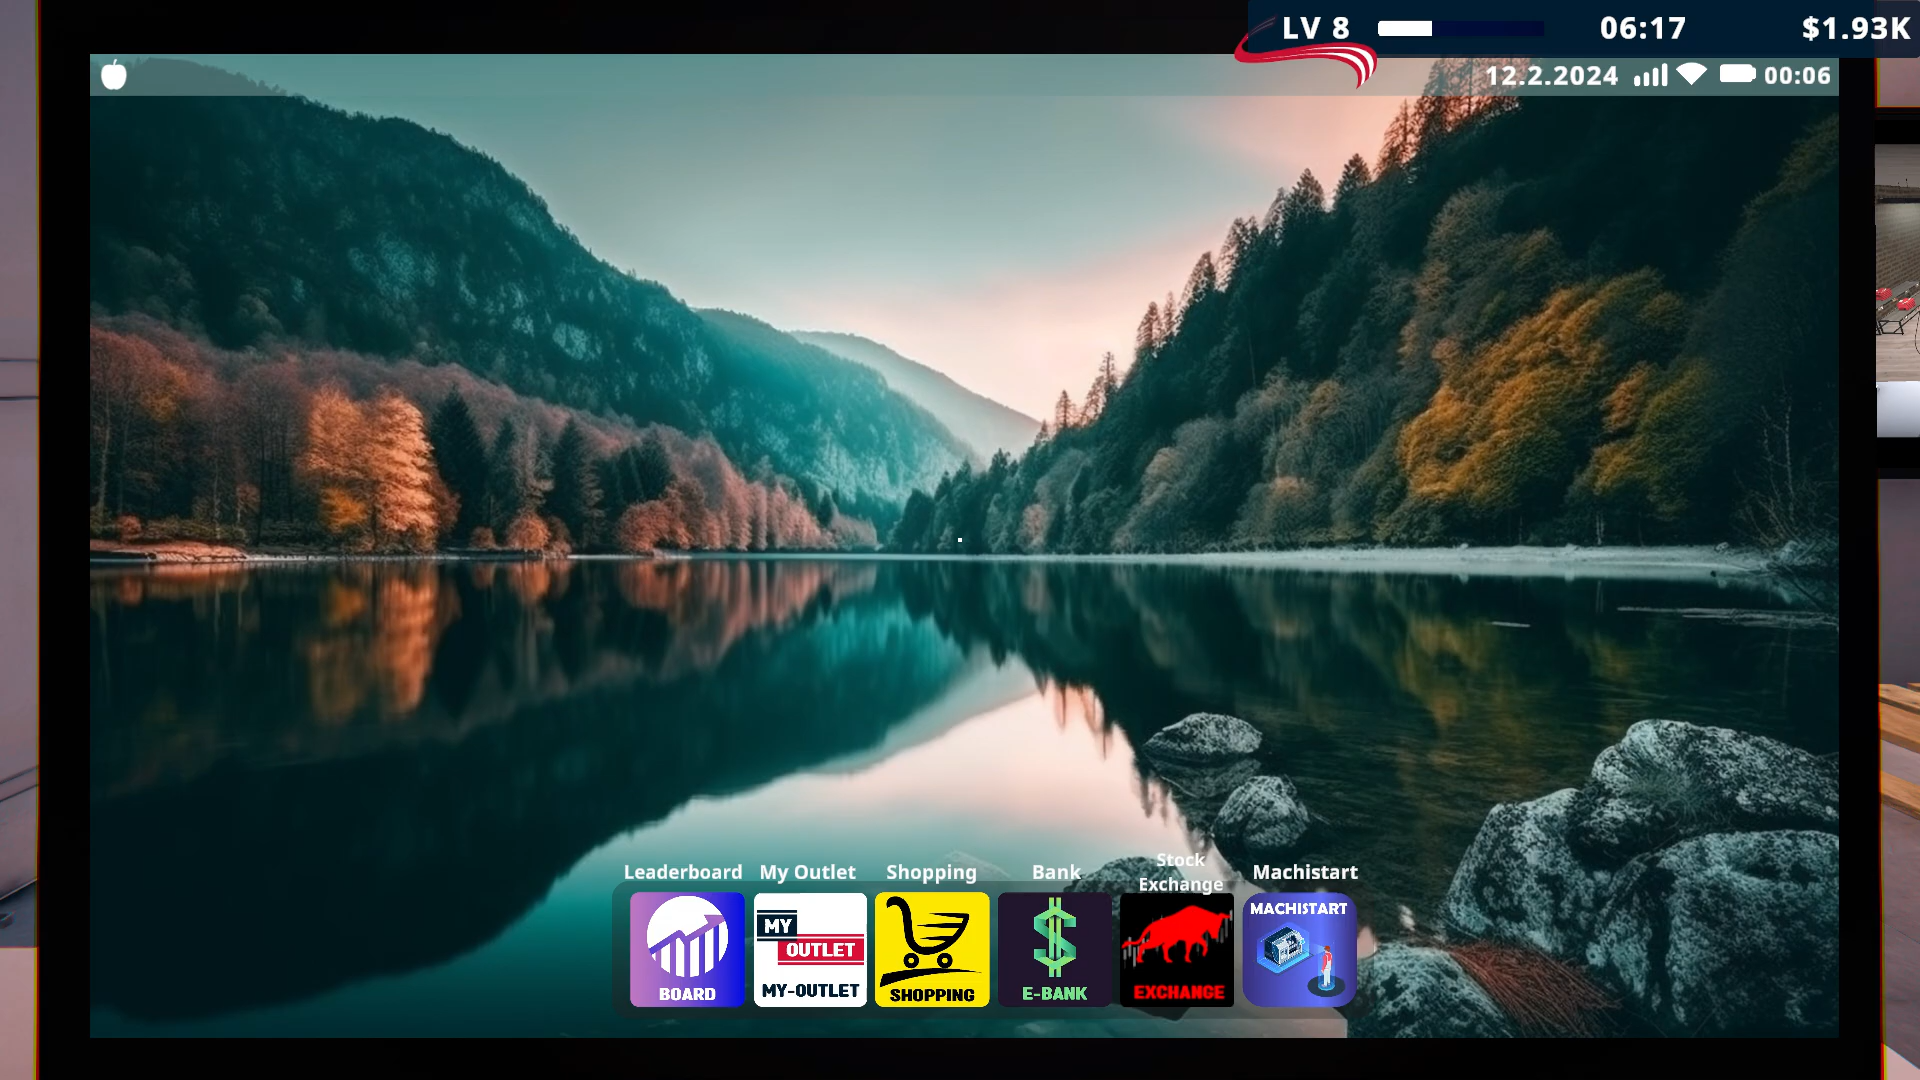 LV 8 06:17 $1.93K
12.2.2024 00:06
Leaderboard My Outlet Shopping Bank Stock Exchange Machistart
BOARD
MY
OUTLET
MY-OUTLET
SHOPPING
E-BANK
EXCHANGE
MACHISTART